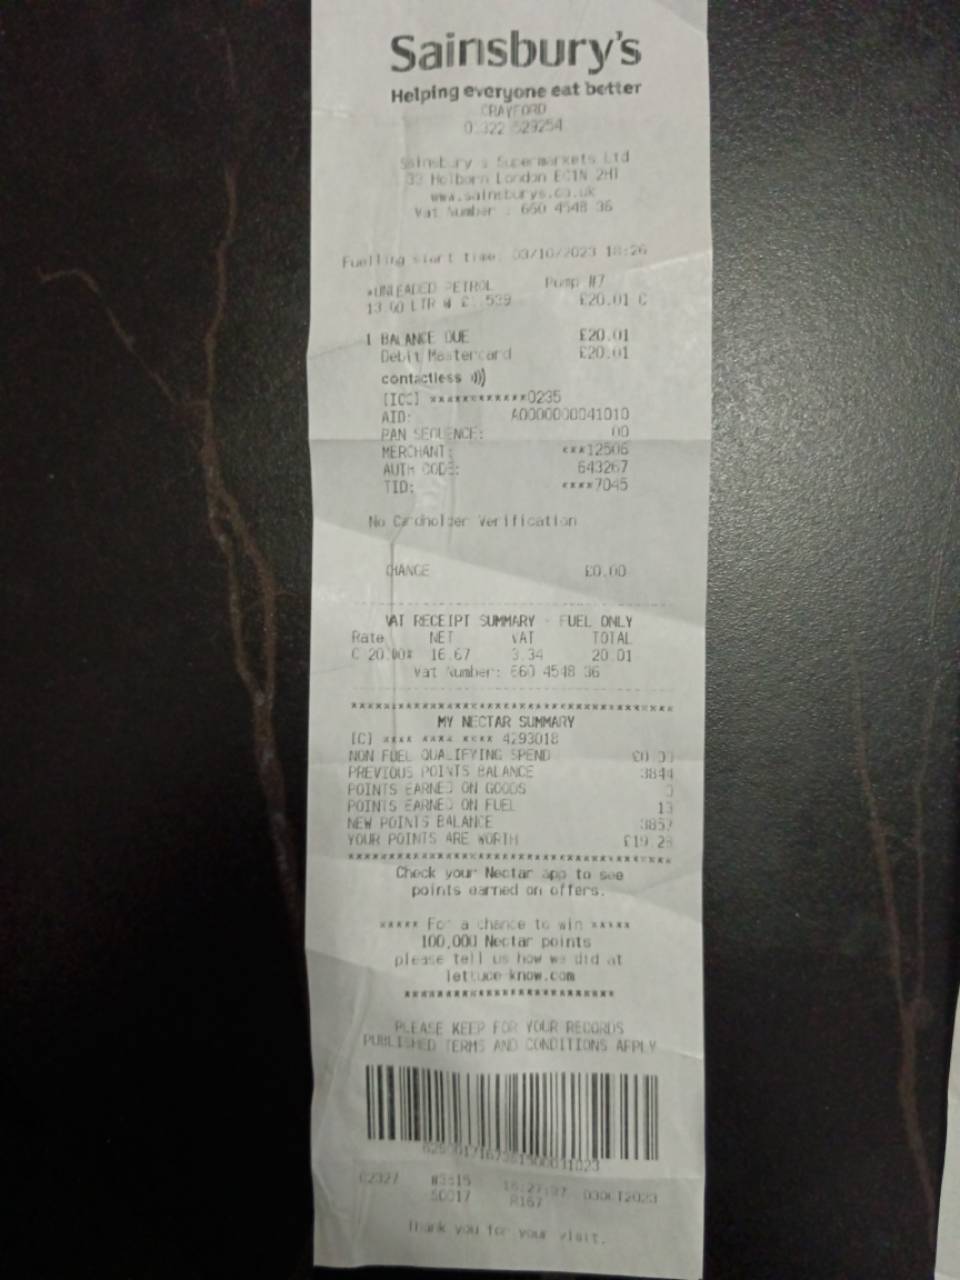 Sainsbury's
Helping everyone eat better
CRAYFORD
01322 529254
Sainsbury's Supermarkets Ltd
33 Holborn London EC1N 2HT
www.sainsburys.co.uk
Vat Number : 660 4548 36
Fuelling start time: 03/10/2023 18:26
*UNLEADED PETROL Pump #7
13.00 LTR @ £1.539 £20.01 C
1 BALANCE DUE £20.01
Debit Mastercard £20.01
contactless
[ICC] ************0235
AID: A0000000041010
PAN SEQUENCE: 00
MERCHANT: ***12506
AUTH CODE: 643267
TID: ****7045
No Cardholder Verification
CHANGE £0.00
VAT RECEIPT SUMMARY - FUEL ONLY
Rate NET VAT TOTAL
C 20.00% 16.67 3.34 20.01
Vat Number: 660 4548 36
****************************************
MY NECTAR SUMMARY
[C] **** **** **** 4293018
NON FUEL QUALIFYING SPEND £0.00
PREVIOUS POINTS BALANCE 3844
POINTS EARNED ON GOODS 0
POINTS EARNED ON FUEL 13
NEW POINTS BALANCE 3857
YOUR POINTS ARE WORTH
****************************************
Check your Nectar app to see
points earned on offers.
***** For a chance to win *****
100,000 Nectar points
please tell us how we did at
lettuce-know.com
**************************
PLEASE KEEP FOR YOUR RECORDS
PUBLISHED TERMS AND CONDITIONS APPLY
C2327 03OCT2023
S0017 R167
Thank you for your visit.